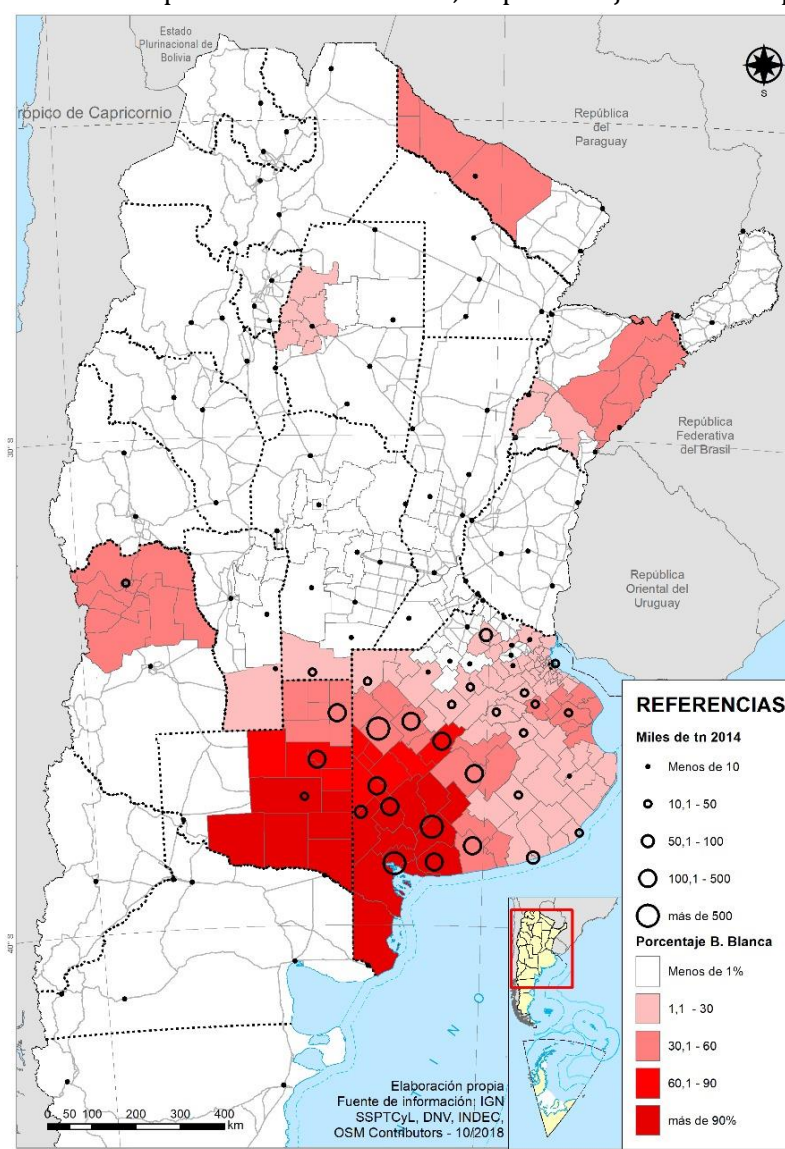 Estado
Plurinacional de
Bolivia
rópico de Capricornio
República
del
Paraguay
S
República
Federativa
del Brasil
30° S
República
Oriental del
Uruguay
REFERENCIAS
Miles de tn 2014
Menos de 10
10,1 - 50
50,1 - 100
100,1 - 500
más de 500
Porcentaje B. Blanca
Menos de 1%
1,1 - 30
30,1 - 60
60,1 - 90
más de 90%
40° S
T I N O
Elaboración propia
Fuente de información: IGN
SSPTCyL, DNV, INDEC,
OSM Contributors - 10/2018
0 50 100 200 300 400
km